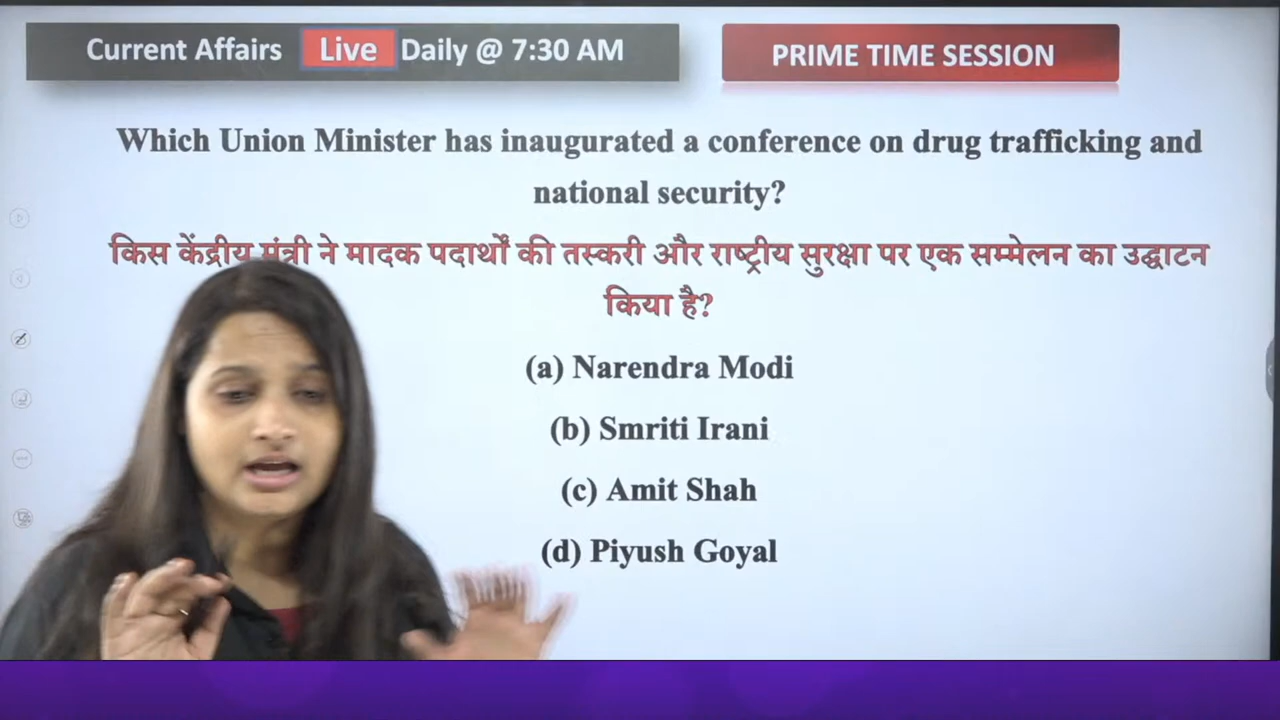 Current Affairs Live Daily @ 7:30 AM
PRIME TIME SESSION
Which Union Minister has inaugurated a conference on drug trafficking and
national security?
किस केंद्रीय मंत्री ने मादक पदार्थों की तस्करी और राष्ट्रीय सुरक्षा पर एक सम्मेलन का उद्घाटन
किया है?
(a) Narendra Modi
(b) Smriti Irani
(c) Amit Shah
(d) Piyush Goyal